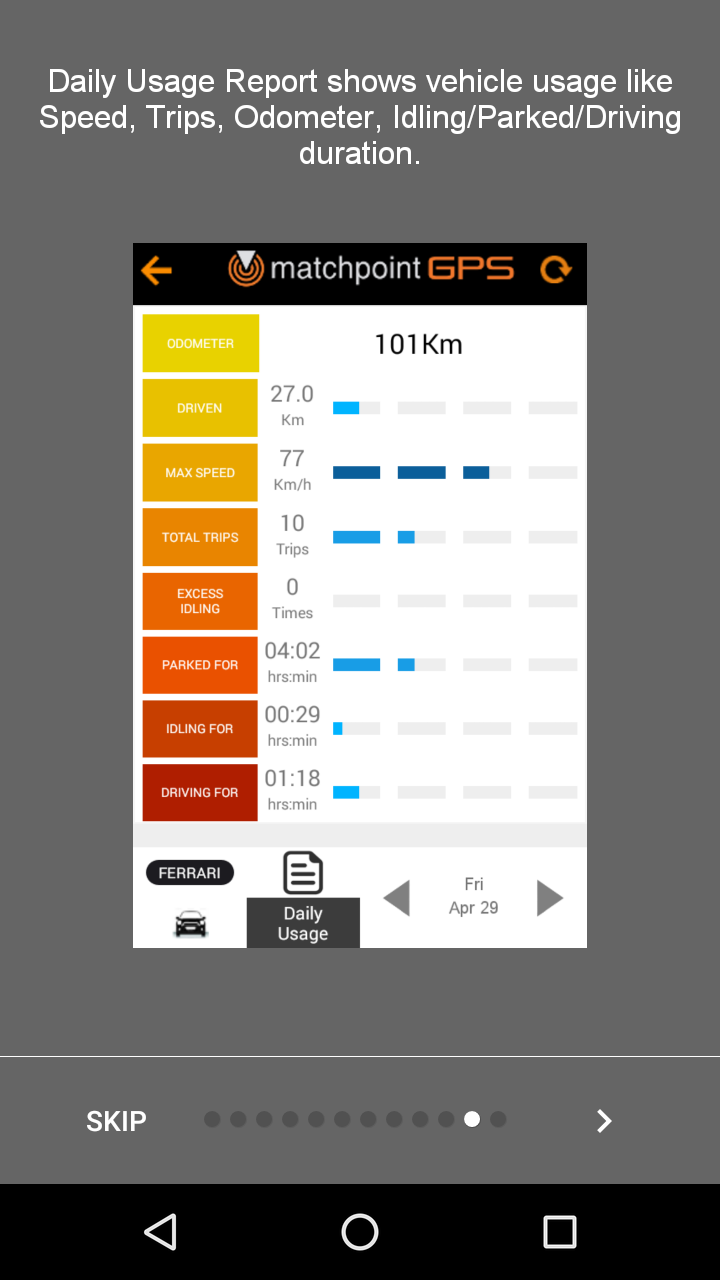 Daily Usage Report shows vehicle usage like
Speed, Trips, Odometer, Idling/Parked/Driving
duration.
matchpoint GPS
ODOMETER
101Km
DRIVEN
27.0
Km
MAX SPEED
77
Km/h
TOTAL TRIPS
10
Trips
EXCESS
IDLING
0
Times
PARKED FOR
04:02
hrs:min
IDLING FOR
00:29
hrs:min
DRIVING FOR
01:18
hrs:min
FERRARI
Daily
Usage
Fri
Apr 29
SKIP